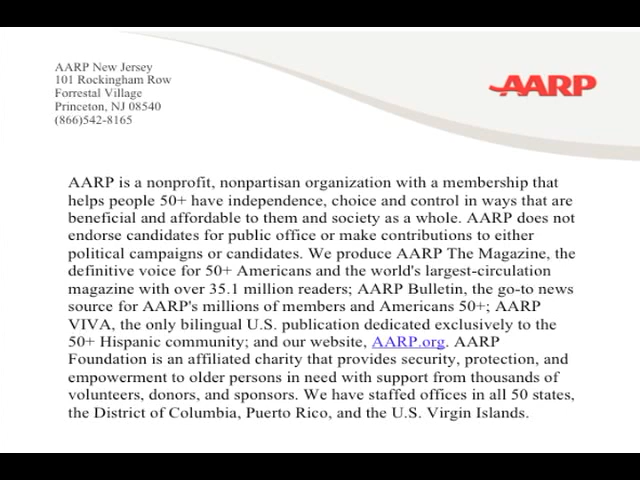 AARP New Jersey
101 Rockingham Row
Forrestal Village
Princeton, NJ 08540
(866)542-8165
AARP
AARP is a nonprofit, nonpartisan organization with a membership that
helps people 50+ have independence, choice and control in ways that are
beneficial and affordable to them and society as a whole. AARP does not
endorse candidates for public office or make contributions to either
political campaigns or candidates. We produce AARP The Magazine, the
definitive voice for 50+ Americans and the world's largest-circulation
magazine with over 35.1 million readers; AARP Bulletin, the go-to news
source for AARP's millions of members and Americans 50+; AARP
VIVA, the only bilingual U.S. publication dedicated exclusively to the
50+ Hispanic community; and our website, AARP.org. AARP
Foundation is an affiliated charity that provides security, protection, and
empowerment to older persons in need with support from thousands of
volunteers, donors, and sponsors. We have staffed offices in all 50 states,
the District of Columbia, Puerto Rico, and the U.S. Virgin Islands.